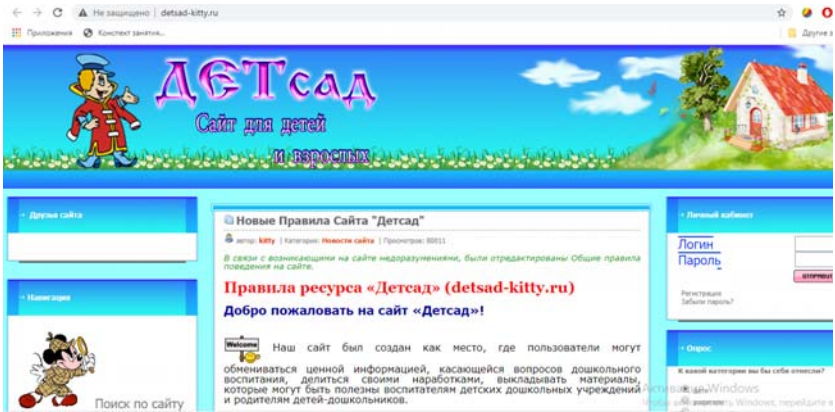 Не защищено | detsad-kitty.ru
Приложения Конспект занятия... Другие з
ДЕТсад
Сайт для детей
и взрослых
Друзья сайта
Новые Правила Сайта "Детсад"
автор: kitty | Категория: Новости сайта | Просмотров: 80011
В связи с возникающими на сайте недоразумениями, были отредактированы Общие правила
поведения на сайте.
Правила ресурса «Детсад» (detsad-kitty.ru)
Добро пожаловать на сайт «Детсад»!
Welcome Наш сайт был создан как место, где пользователи могут
обмениваться ценной информацией, касающейся вопросов дошкольного
воспитания, делиться своими наработками, выкладывать материалы,
которые могут быть полезны воспитателям детских дошкольных учреждений
и родителям детей-дошкольников.
Навигация
Поиск по сайту
Личный кабинет
Логин
Пароль
ОТПРАВИТ
Регистрация
Забыли пароль?
Опрос
К какой категории вы бы себя отнесли?
Windows
Windows, перейдите в